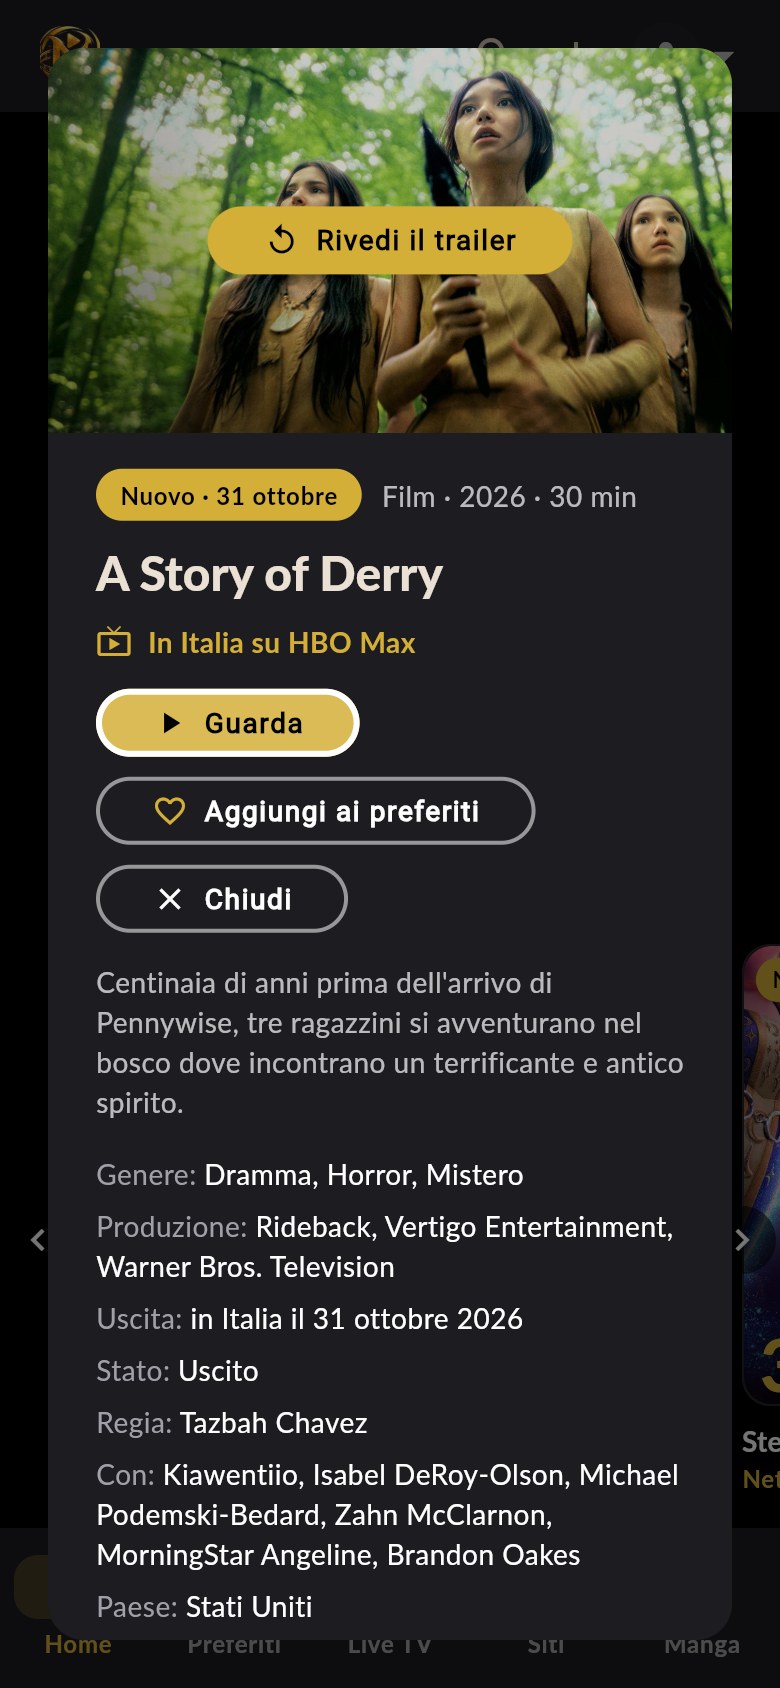 Rivedi il trailer
Nuovo · 31 ottobre
Film · 2026 · 30 min
A Story of Derry
In Italia su HBO Max
Guarda
Aggiungi ai preferiti
Chiudi
Centinaia di anni prima dell'arrivo di
Pennywise, tre ragazzini si avventurano nel
bosco dove incontrano un terrificante e antico
spirito.
Genere: Dramma, Horror, Mistero
Produzione: Rideback, Vertigo Entertainment,
Warner Bros. Television
Uscita: in Italia il 31 ottobre 2026
Stato: Uscito
Regia: Tazbah Chavez
Con: Kiawentiio, Isabel DeRoy-Olson, Michael
Podemski-Bedard, Zahn McClarnon,
MorningStar Angeline, Brandon Oakes
Paese: Stati Uniti
N
3
Ste
Net
Home
Preferiti
Live TV
Siti
Manga